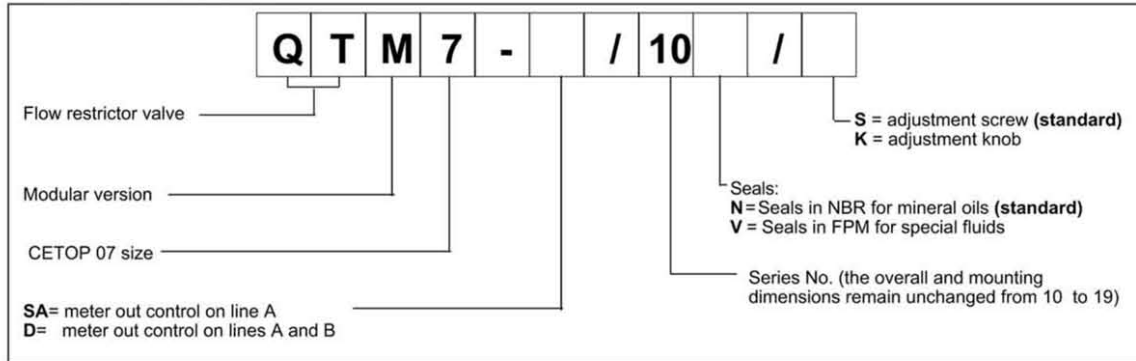 Q T M 7 - / 10 /
Flow restrictor valve
S = adjustment screw (standard)
K = adjustment knob
Modular version
Seals:
N=Seals in NBR for mineral oils (standard)
V = Seals in FPM for special fluids
CETOP 07 size
Series No. (the overall and mounting
dimensions remain unchanged from 10 to 19)
SA= meter out control on line A
D= meter out control on lines A and B